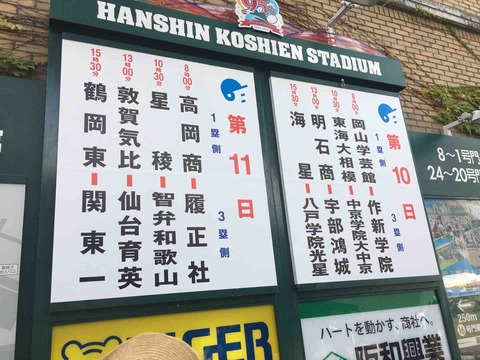 HANSHIN KOSHIEN STADIUM
第11日
1塁側
3塁側
8時00分
高岡商-履正社
10時30分
星稜-智弁和歌山
13時00分
敦賀気比-仙台育英
15時30分
鶴岡東-関東一
第10日
1塁側
3塁側
8時00分
岡山学芸館-作新学院
10時30分
東海大相模-中京学院大中京
13時00分
明石商-宇部鴻城
15時30分
海星-八戸学院光星
8〜1号門
24〜20号門
250m
ハートを動かす、商社へ。
阪和興業